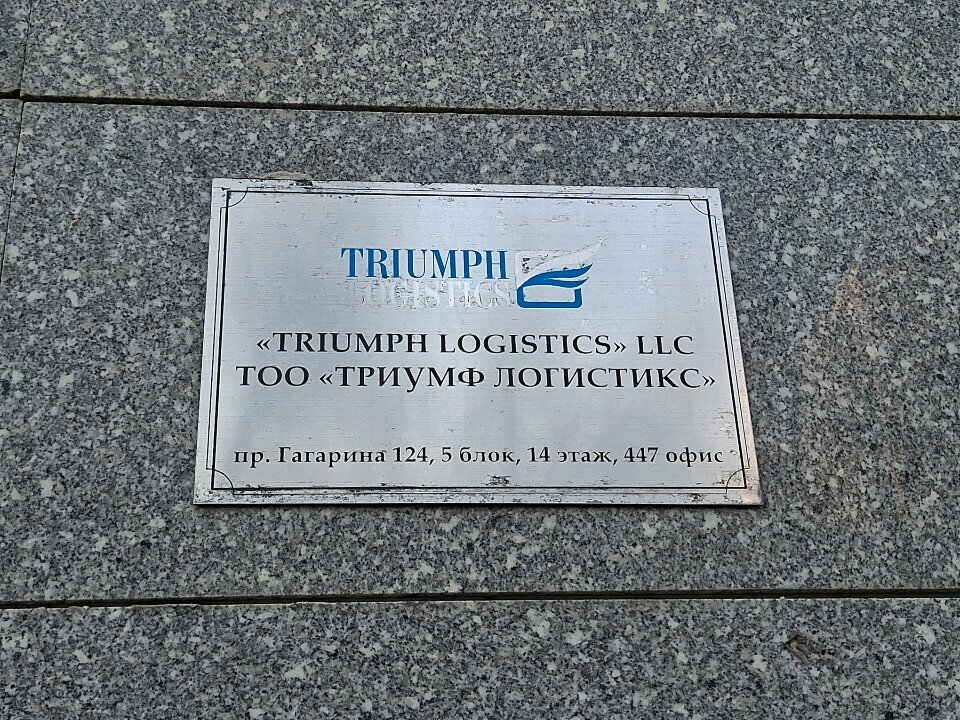 TRIUMPH
LOGISTICS
«TRIUMPH LOGISTICS» LLC
ТОО «ТРИУМФ ЛОГИСТИКС»
пр. Гагарина 124, 5 блок, 14 этаж, 447 офис